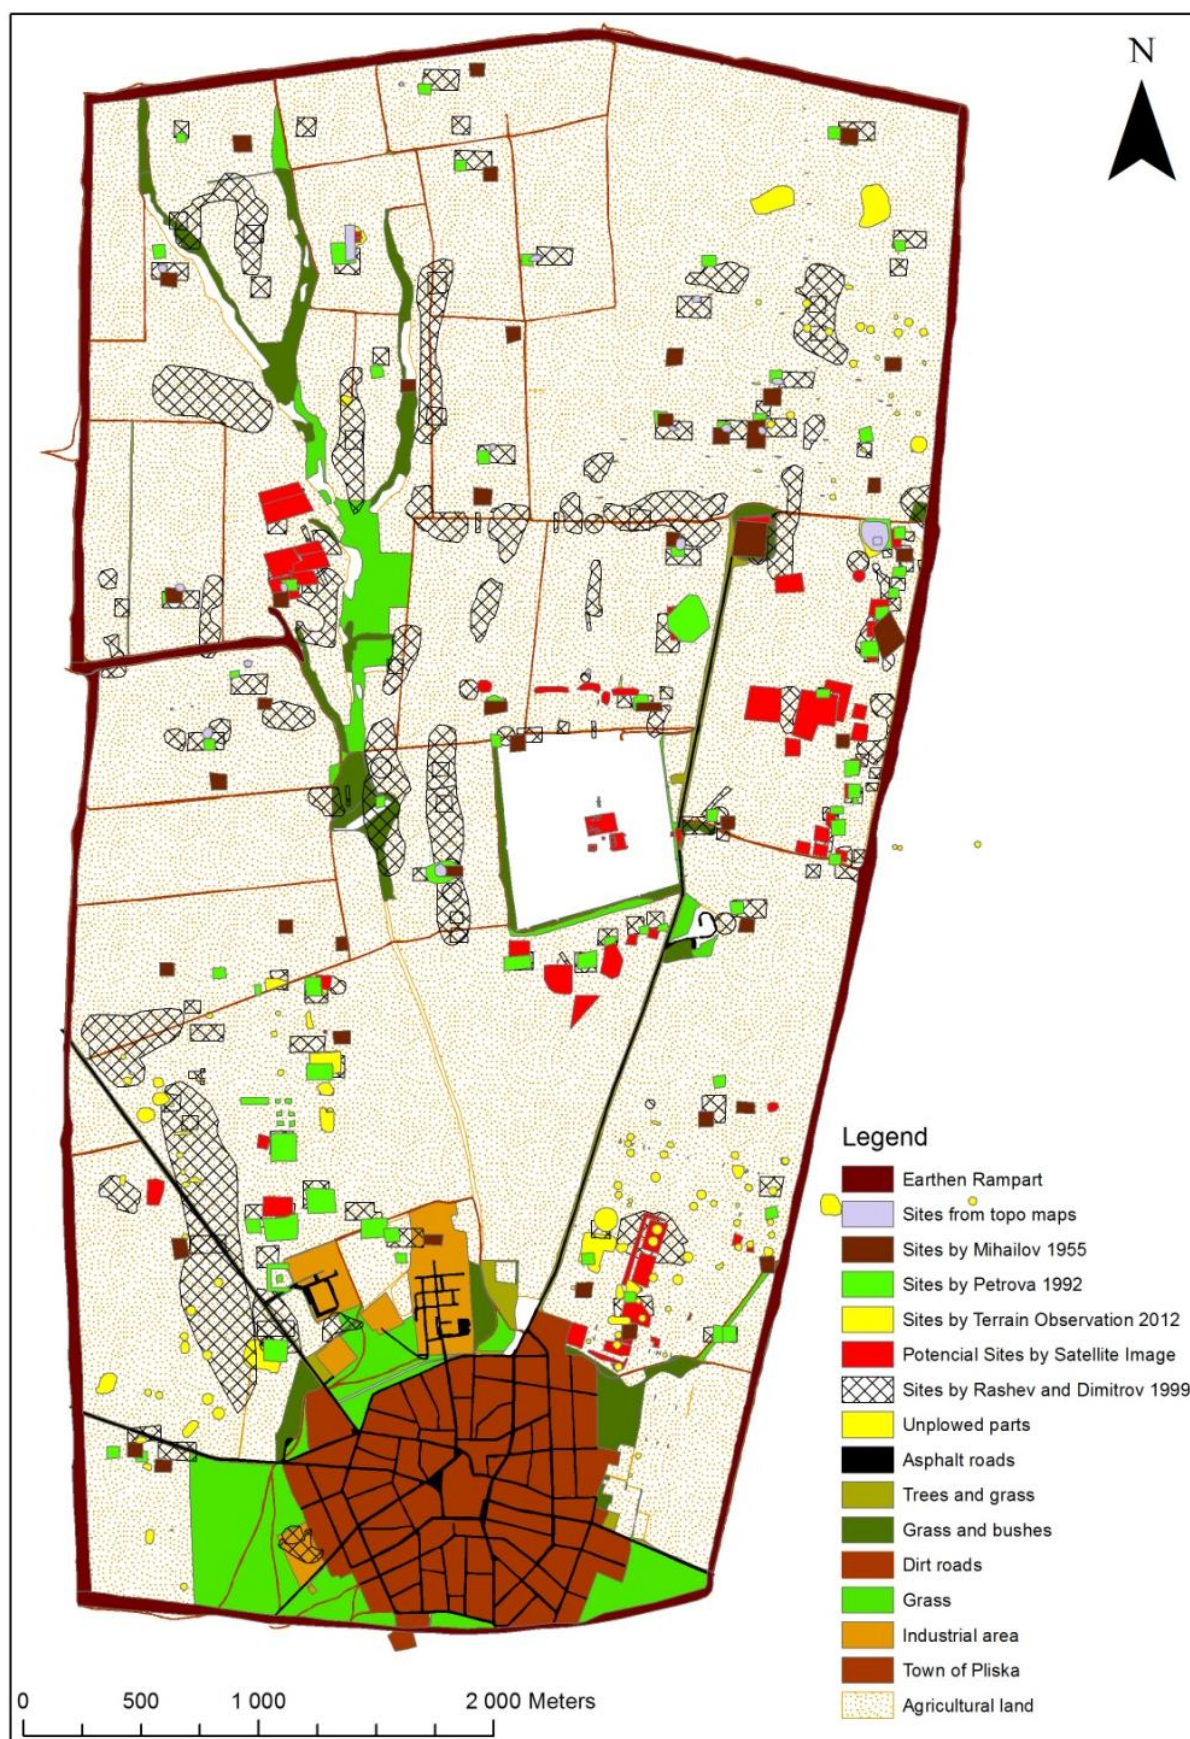 N
Legend
Earthen Rampart
Sites from topo maps
Sites by Mihailov 1955
Sites by Petrova 1992
Sites by Terrain Observation 2012
Potencial Sites by Satellite Image
Sites by Rashev and Dimitrov 1999
Unplowed parts
Asphalt roads
Trees and grass
Grass and bushes
Dirt roads
Grass
Industrial area
Town of Pliska
Agricultural land
0 500 1 000 2 000 Meters